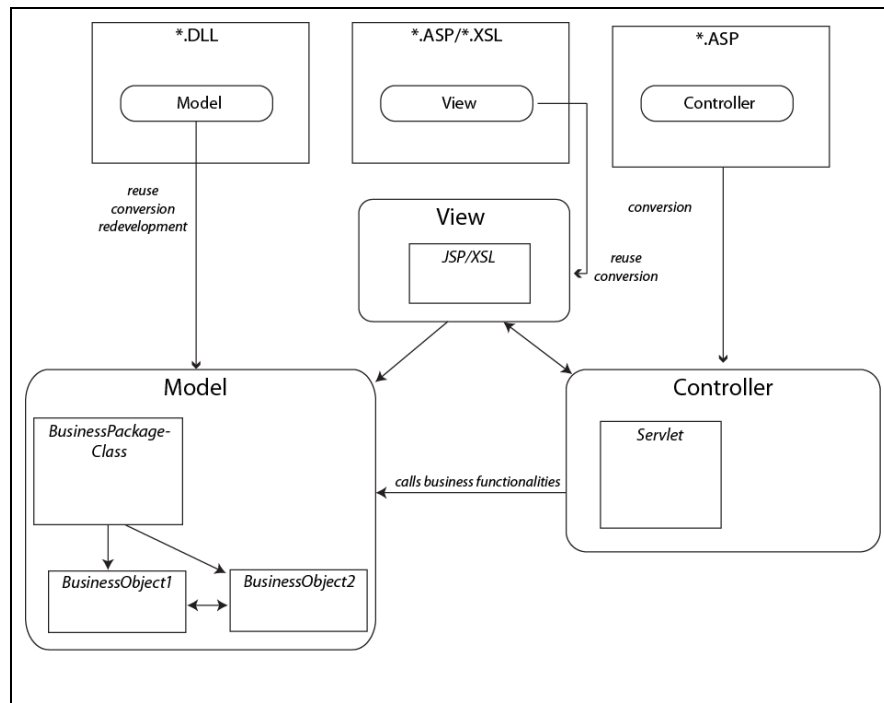 *.DLL
*.ASP/*.XSL
*.ASP
Model
View
Controller
reuse
conversion
redevelopment
conversion
View
JSP/XSL
reuse
conversion
Model
Controller
BusinessPackage-
Class
Servlet
calls business functionalities
BusinessObject1
BusinessObject2